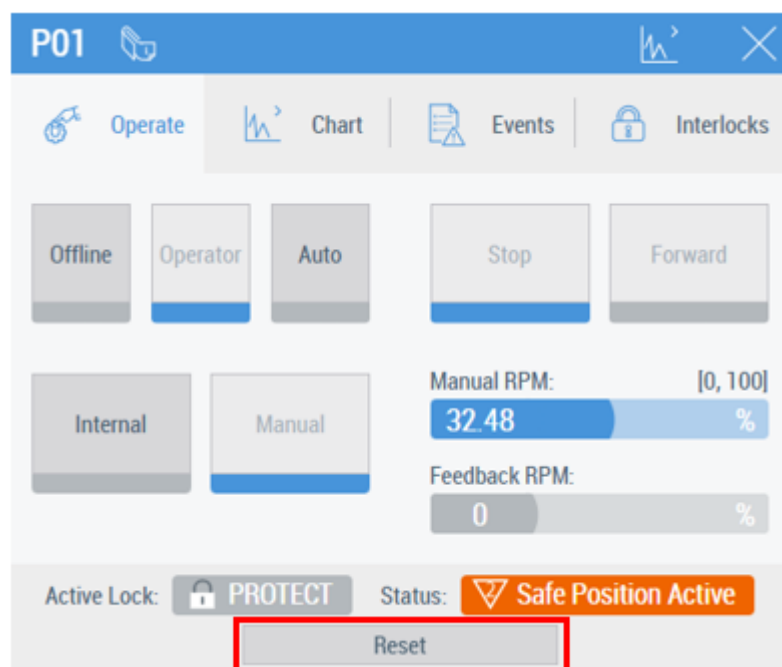 P01
Operate Chart Events Interlocks
Offline Operator Auto Stop Forward
Manual RPM: [0, 100]
Internal Manual 32.48 %
Feedback RPM:
0 %
Active Lock: PROTECT Status: Safe Position Active
Reset